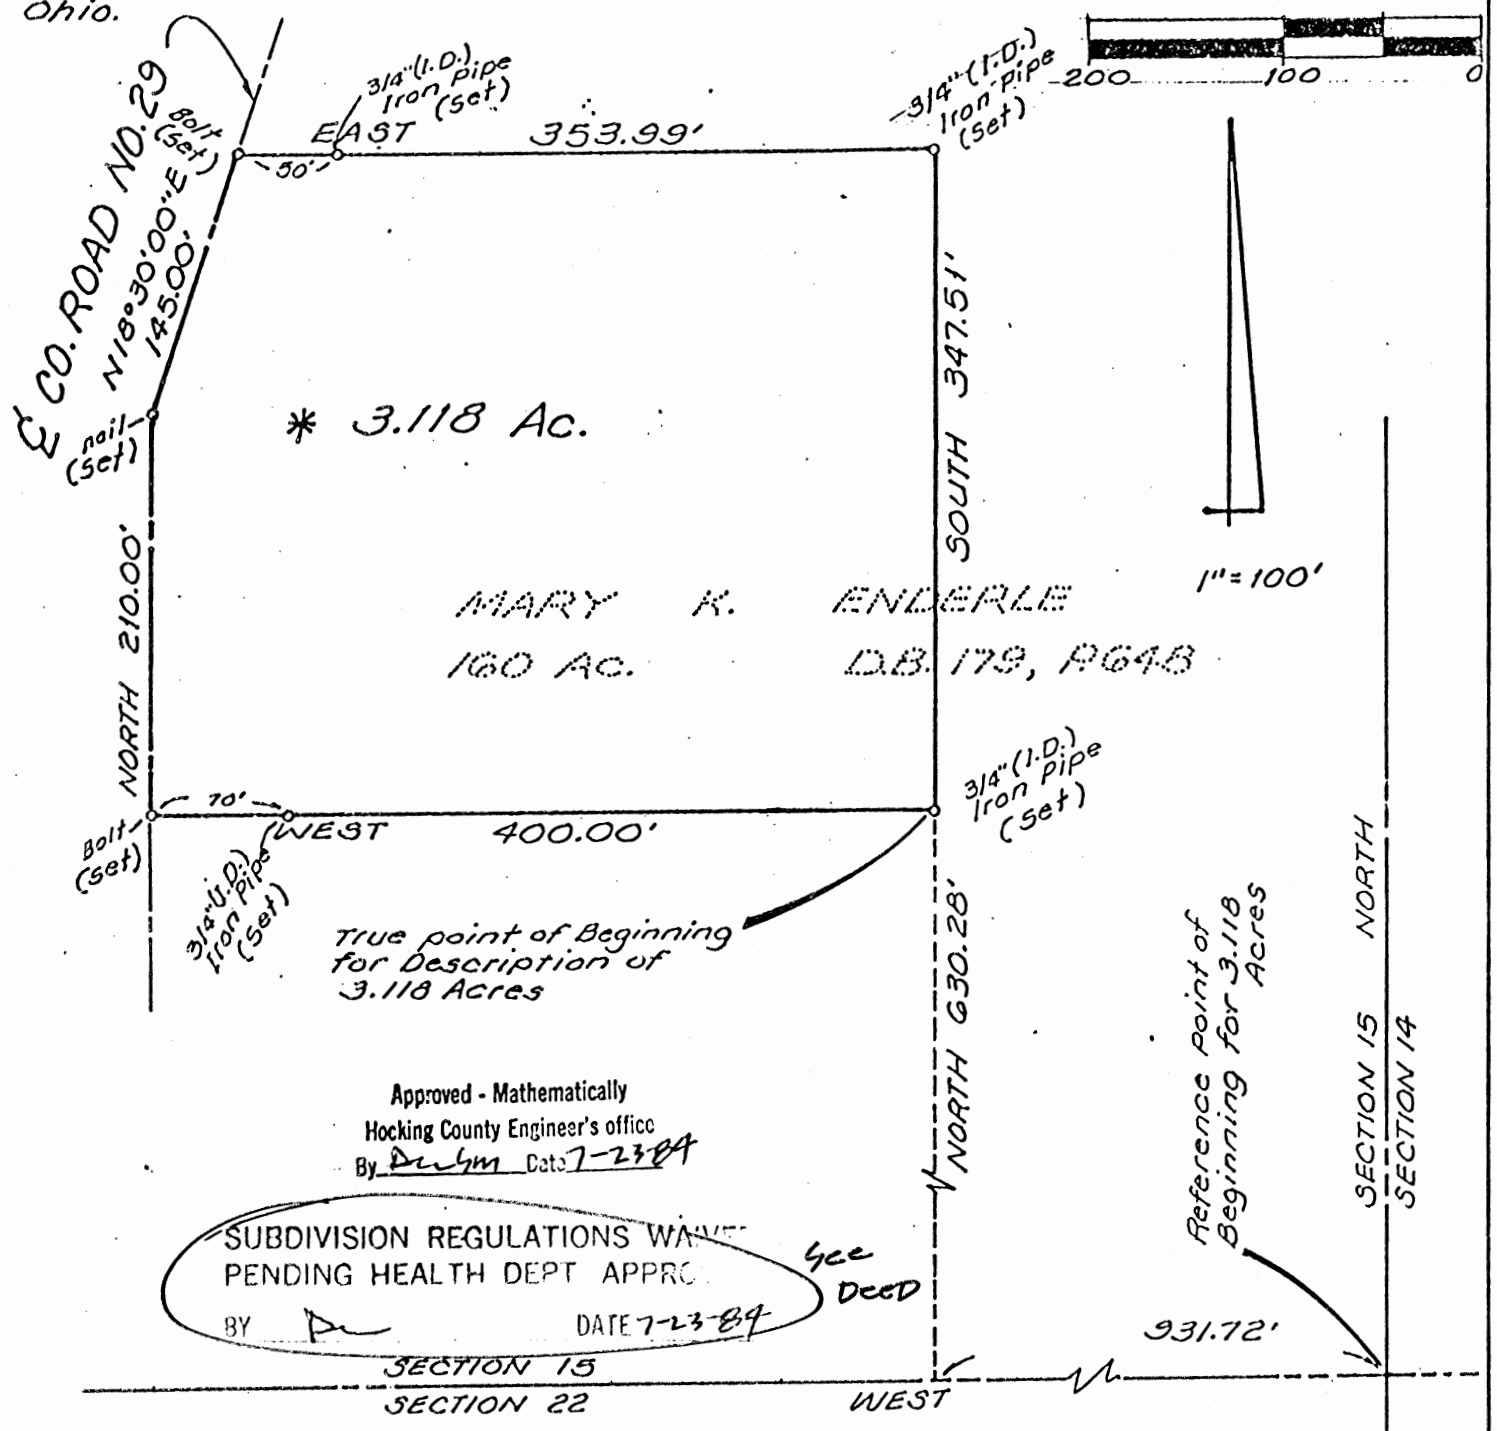 Ohio.
200 100 0
3/4" (I.D.)
Iron Pipe
(Set)
3/4" (I.D.)
Iron Pipe
(Set)
Bolt
(Set)
EAST 353.99'
50'
℄ CO. ROAD NO. 29
N18°30'00"E
145.00'
nail
(Set)
* 3.118 Ac.
SOUTH 347.51'
1"=100'
NORTH 210.00'
MARY K. ENDERLE
160 Ac. D.B. 179, P.648
70'
WEST 400.00'
Bolt
(Set)
3/4" (I.D.)
Iron Pipe
(Set)
3/4" (I.D.)
Iron Pipe
(Set)
True point of Beginning
for Description of
3.118 Acres
NORTH 630.28'
Reference Point of
Beginning for 3.118
Acres
SECTION 15 NORTH
SECTION 14
Approved - Mathematically
Hocking County Engineer's office
By Date 7-23-84
SUBDIVISION REGULATIONS
PENDING HEALTH DEPT
BY DATE 7-23-84
See
DEED
931.72'
SECTION 15
SECTION 22
WEST